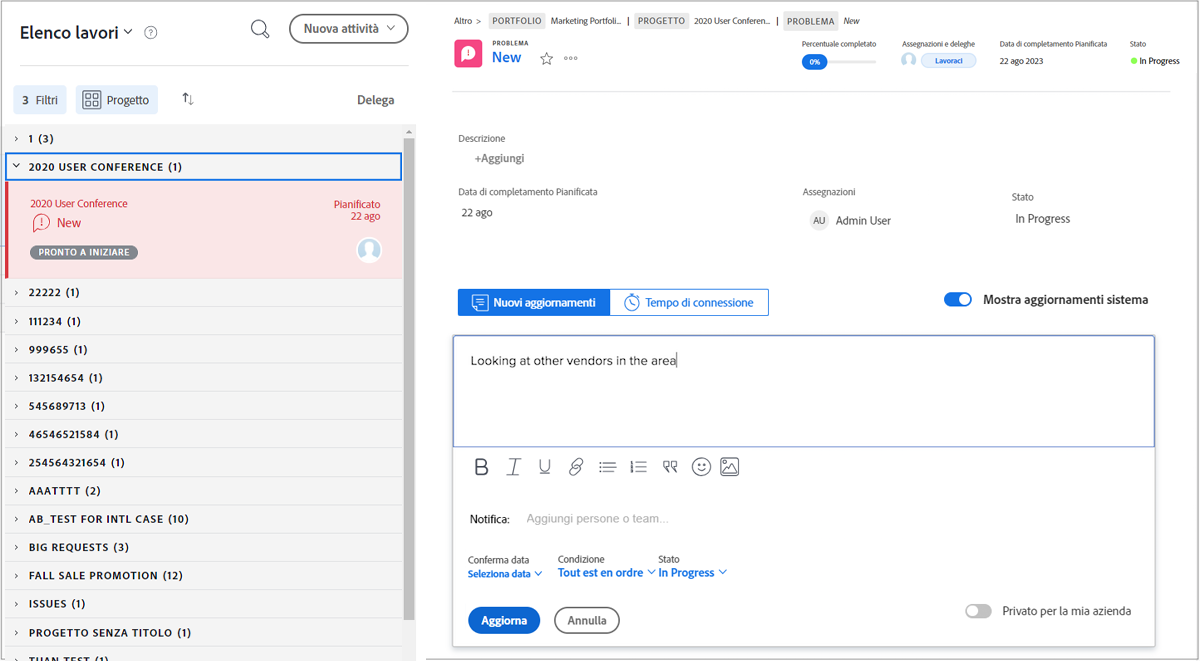 Elenco lavori
?
Nuova attività
3 Filtri
Progetto
Delega
1 (3)
2020 USER CONFERENCE (1)
2020 User Conference
Pianificato
New
22 ago
PRONTO A INIZIARE
22222 (1)
111234 (1)
999655 (1)
132154654 (1)
545689713 (1)
46546521584 (1)
254564321654 (1)
AAATTTT (2)
AB_TEST FOR INTL CASE (10)
BIG REQUESTS (3)
FALL SALE PROMOTION (12)
ISSUES (1)
PROGETTO SENZA TITOLO (1)
THAN TEST (1)
Altro > PORTFOLIO Marketing Portfoli... | PROGETTO 2020 User Conferen... | PROBLEMA New
PROBLEMA
New
Percentuale completato
0%
Assegnazioni e deleghe
Lavoraci
Data di completamento Pianificata
22 ago 2023
Stato
In Progress
Descrizione
+Aggiungi
Data di completamento Pianificata
22 ago
Assegnazioni
AU Admin User
Stato
In Progress
Nuovi aggiornamenti
Tempo di connessione
Mostra aggiornamenti sistema
Looking at other vendors in the area
B I U
Notifica: Aggiungi persone o team...
Conferma data
Seleziona data
Condizione
Tout est en ordre
Stato
In Progress
Aggiorna
Annulla
Privato per la mia azienda